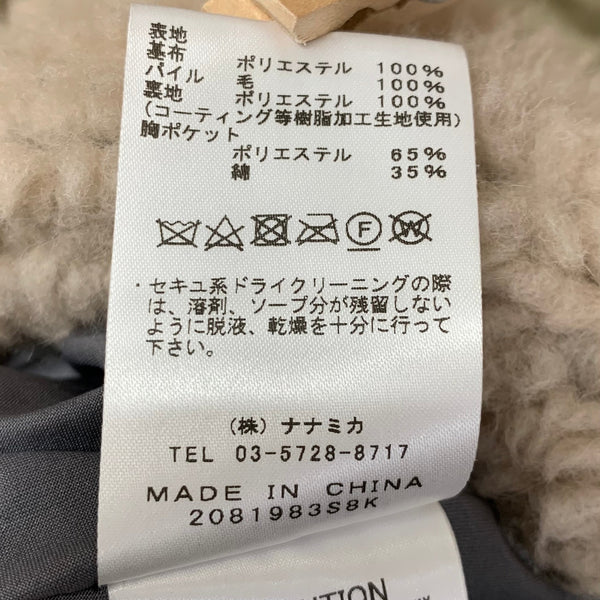 表地
基布 ポリエステル 100%
パイル 毛 100%
裏地 ポリエステル 100%
(コーティング等樹脂加工生地使用)
胸ポケット
ポリエステル 65%
綿 35%
F W
・セキユ系ドライクリーニングの際
は、溶剤、ソープ分が残留しない
ように脱液、乾燥を十分に行って
下さい。
(株) ナナミカ
TEL 03-5728-8717
MADE IN CHINA
2081983S8K